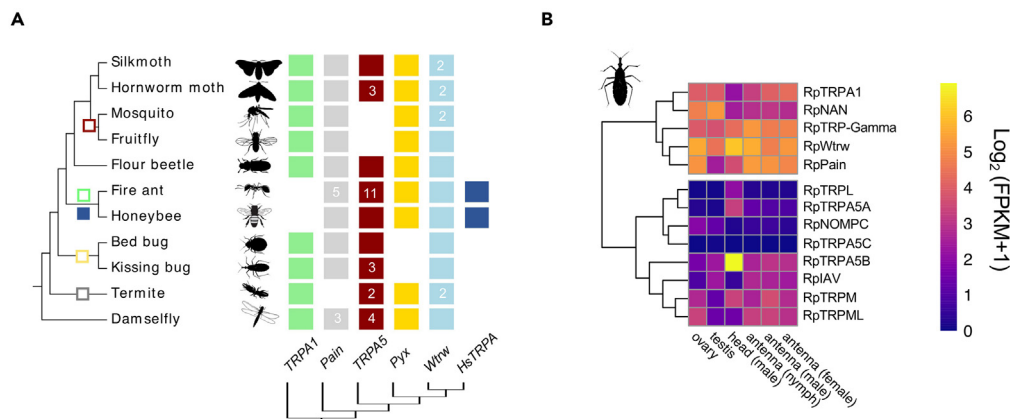 A
Silkmoth
2
Hornworm moth
3
2
Mosquito
2
Fruitfly
Flour beetle
Fire ant
5
11
Honeybee
Bed bug
Kissing bug
3
Termite
2
2
Damselfly
3
4
TRPA1
Pain
TRPA5
Pyx
Wtrw
HsTRPA
B
RpTRPA1
RpNAN
RpTRP-Gamma
RpWtrw
RpPain
RpTRPL
RpTRPA5A
RpNOMPC
RpTRPA5C
RpTRPA5B
RpIAV
RpTRPM
RpTRPML
ovary
testis
head (male)
antenna (nymph)
antenna (male)
antenna (female)
6
5
4
3
2
1
0
Log2 (FPKM+1)